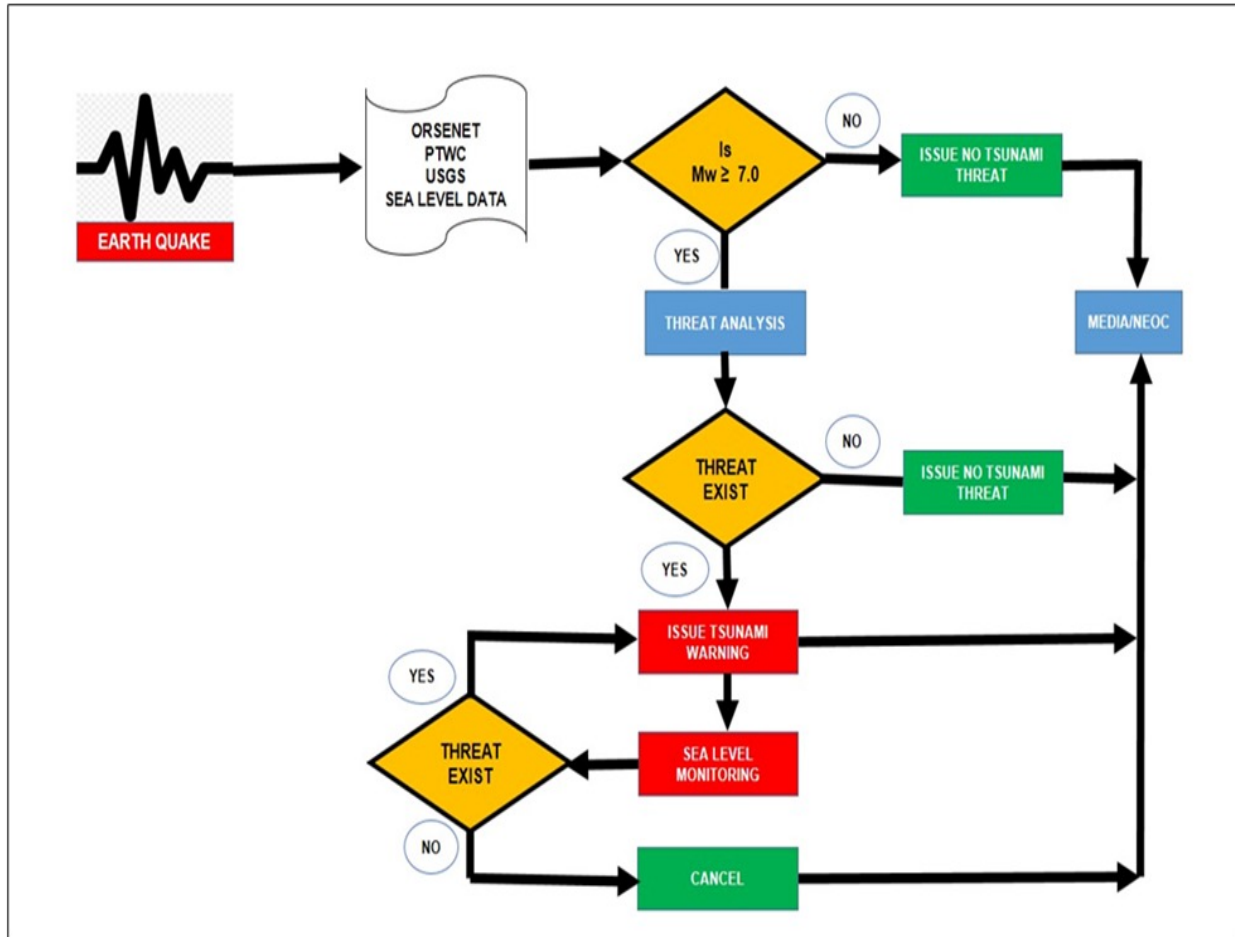 EARTH QUAKE
ORSENET
PTWC
USGS
SEA LEVEL DATA
Is
Mw ≥ 7.0
NO
ISSUE NO TSUNAMI
THREAT
YES
THREAT ANALYSIS
MEDIA/NEOC
THREAT
EXIST
NO
ISSUE NO TSUNAMI
THREAT
YES
ISSUE TSUNAMI
WARNING
YES
THREAT
EXIST
SEA LEVEL
MONITORING
NO
CANCEL